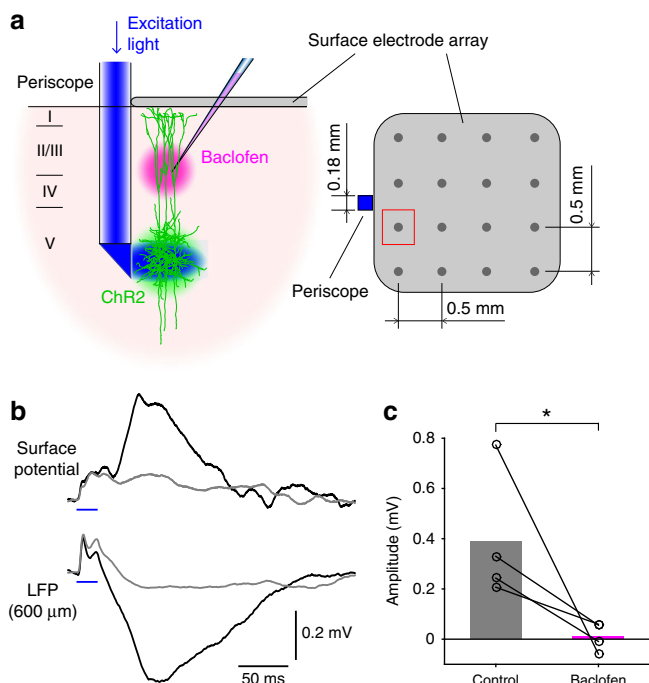 a
Excitation
light
Periscope
Surface electrode array
I
II/III
IV
V
Baclofen
ChR2
0.18 mm
0.5 mm
Periscope
0.5 mm
b
Surface
potential
LFP
(600 μm)
0.2 mV
50 ms
c
*
Amplitude (mV)
0.8
0.6
0.4
0.2
0
Control
Baclofen